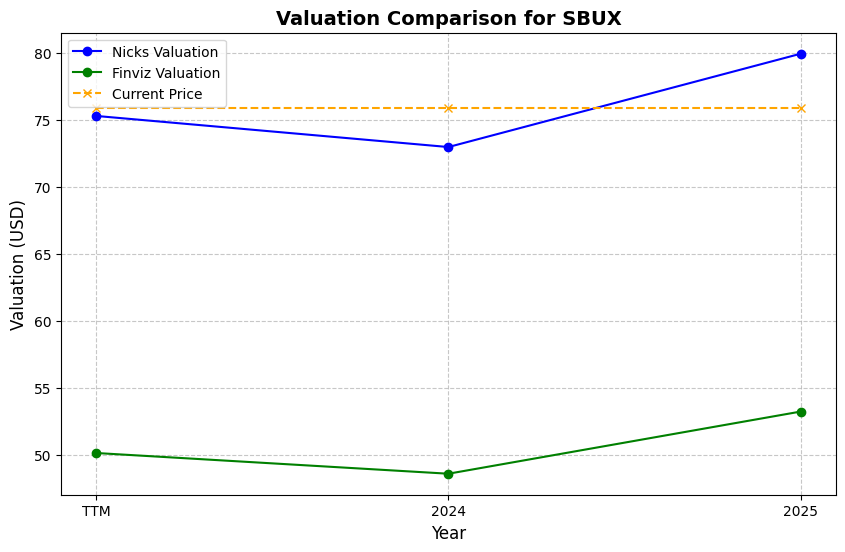 Valuation Comparison for SBUX
Nicks Valuation
Finviz Valuation
Current Price
80
75
70
65
60
55
50
Valuation (USD)
TTM
2024
2025
Year